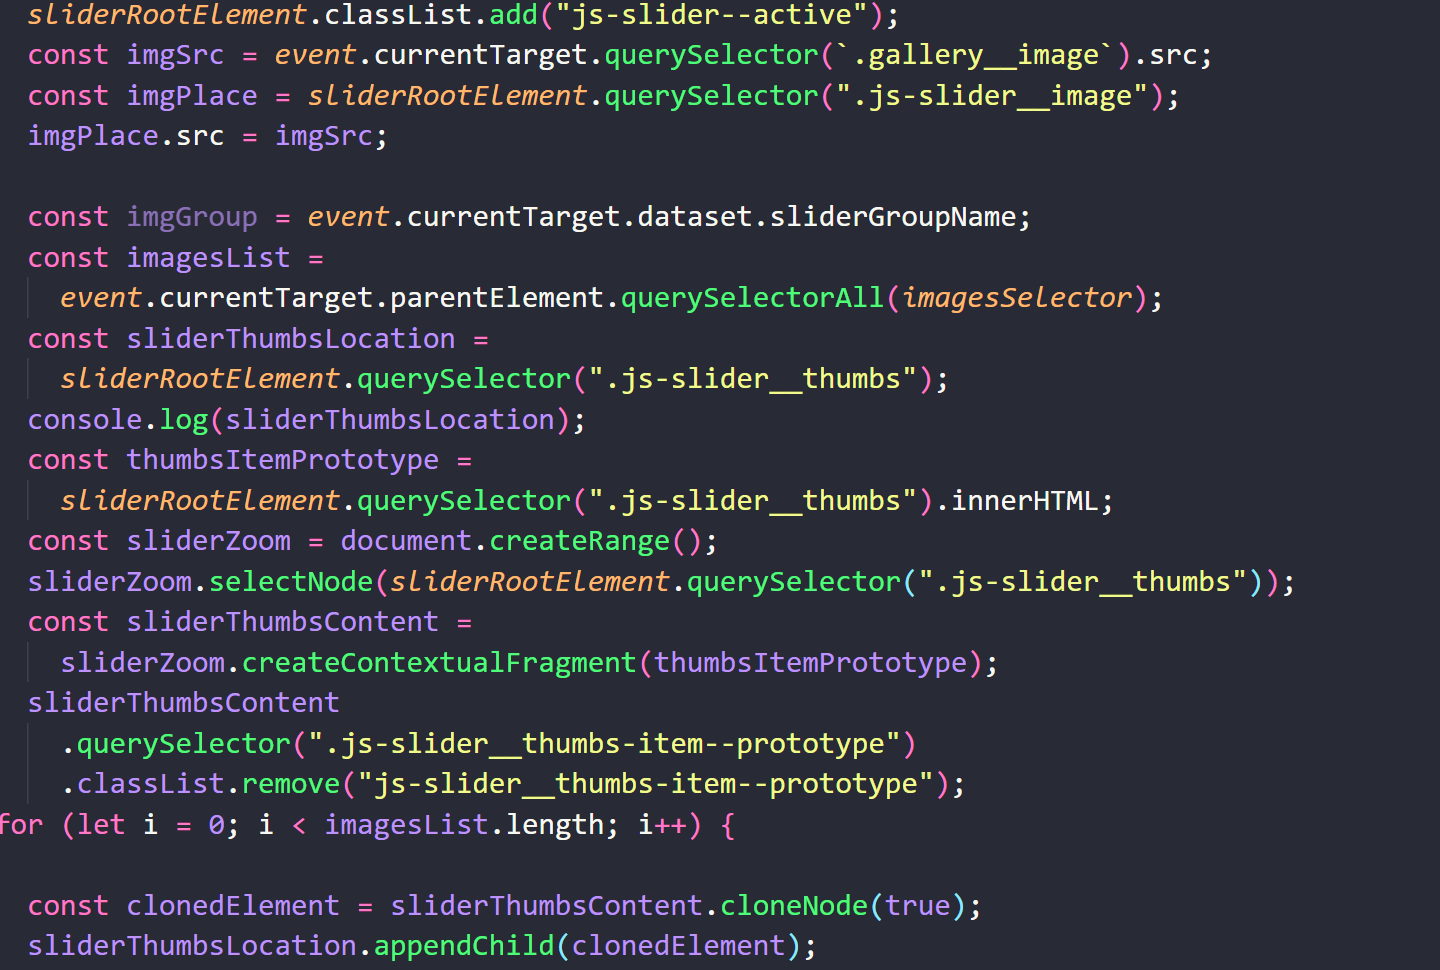 sliderRootElement.classList.add("js-slider--active");
const imgSrc = event.currentTarget.querySelector(`.gallery__image`).src;
const imgPlace = sliderRootElement.querySelector(".js-slider__image");
imgPlace.src = imgSrc;
const imgGroup = event.currentTarget.dataset.sliderGroupName;
const imagesList =
event.currentTarget.parentElement.querySelectorAll(imagesSelector);
const sliderThumbsLocation =
sliderRootElement.querySelector(".js-slider__thumbs");
console.log(sliderThumbsLocation);
const thumbsItemPrototype =
sliderRootElement.querySelector(".js-slider__thumbs").innerHTML;
const sliderZoom = document.createRange();
sliderZoom.selectNode(sliderRootElement.querySelector(".js-slider__thumbs"));
const sliderThumbsContent =
sliderZoom.createContextualFragment(thumbsItemPrototype);
sliderThumbsContent
.querySelector(".js-slider__thumbs-item--prototype")
.classList.remove("js-slider__thumbs-item--prototype");
for (let i = 0; i < imagesList.length; i++) {
const clonedElement = sliderThumbsContent.cloneNode(true);
sliderThumbsLocation.appendChild(clonedElement);